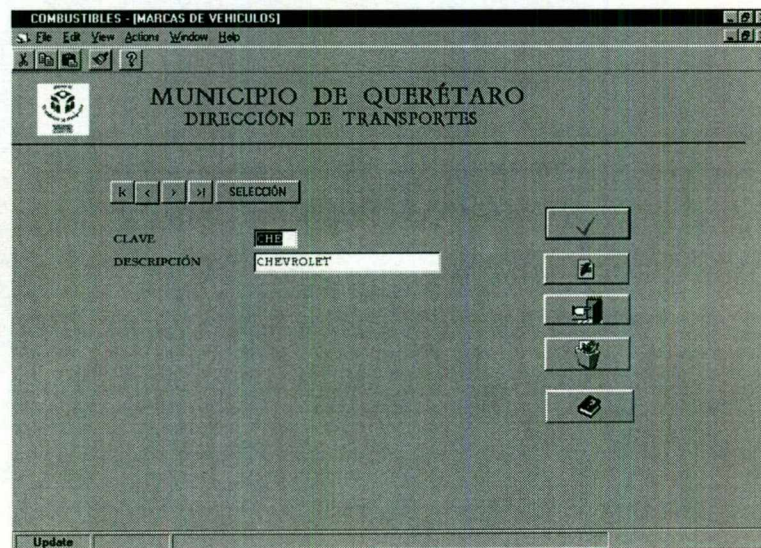 COMBUSTIBLES - [MARCAS DE VEHICULOS]
File Edit View Actions Window Help
MUNICIPIO DE QUERÉTARO
DIRECCIÓN DE TRANSPORTES
SELECCIÓN
CLAVE CHE
DESCRIPCIÓN CHEVROLET
Update